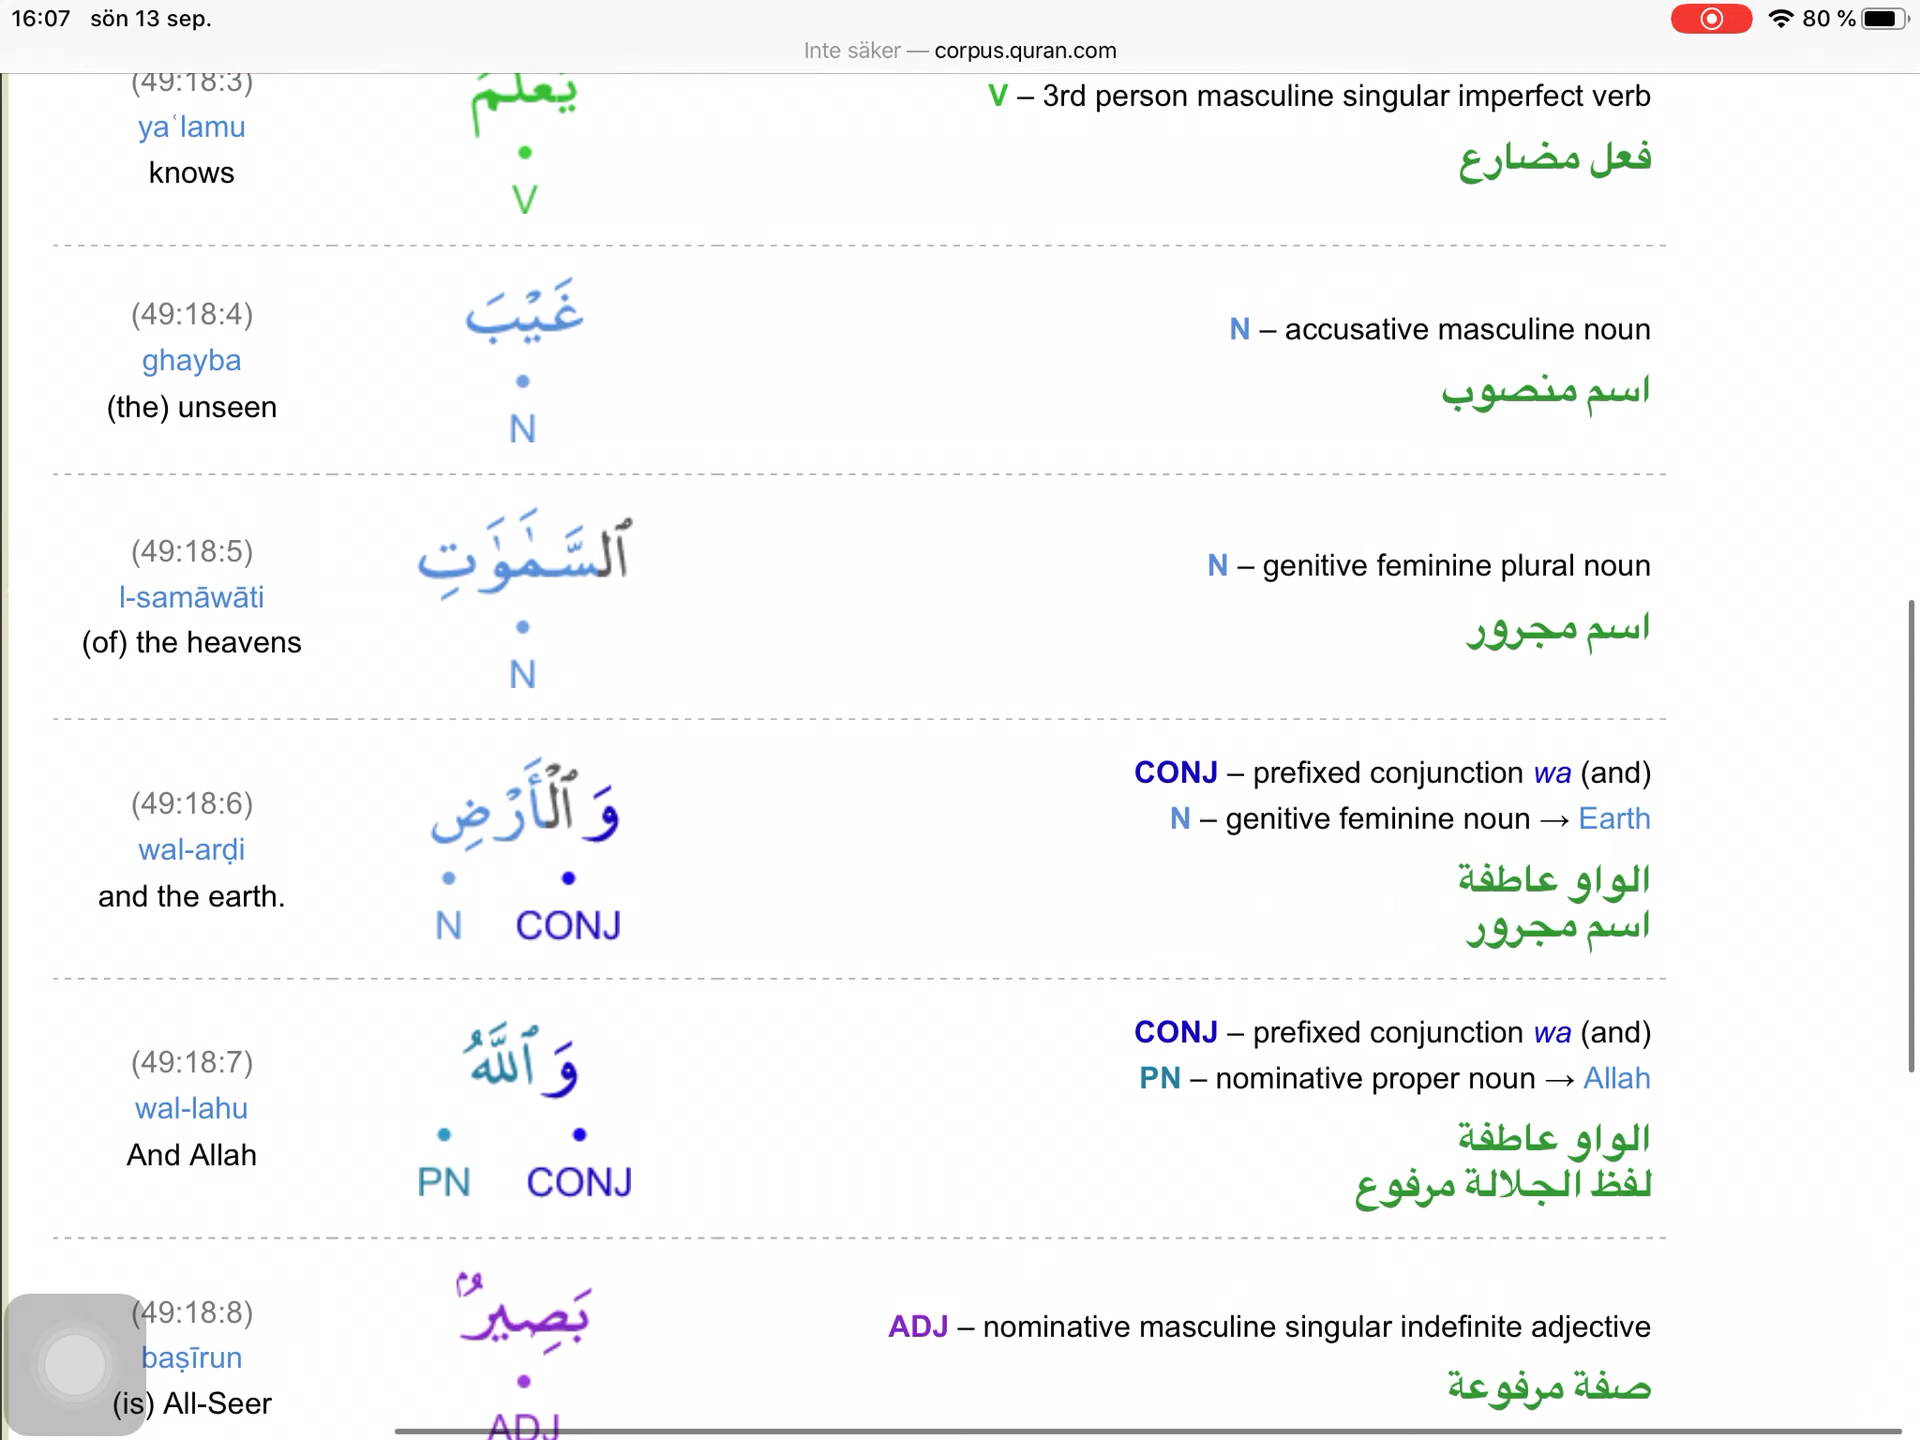 16:07 sön 13 sep. 80 %
Inte säker — corpus.quran.com
(49:18:3)
yaʿlamu
knows
يَعْلَمُ
V
V – 3rd person masculine singular imperfect verb
فعل مضارع
(49:18:4)
ghayba
(the) unseen
غَيْبَ
N
N – accusative masculine noun
اسم منصوب
(49:18:5)
l-samāwāti
(of) the heavens
ٱلسَّمَٰوَٰتِ
N
N – genitive feminine plural noun
اسم مجرور
(49:18:6)
wal-arḍi
and the earth.
وَ ٱلْأَرْضِ
N CONJ
CONJ – prefixed conjunction wa (and)
N – genitive feminine noun → Earth
الواو عاطفة
اسم مجرور
(49:18:7)
wal-lahu
And Allah
وَ ٱللَّهُ
PN CONJ
CONJ – prefixed conjunction wa (and)
PN – nominative proper noun → Allah
الواو عاطفة
لفظ الجلالة مرفوع
(49:18:8)
baṣīrun
(is) All-Seer
بَصِيرٌۢ
ADJ
ADJ – nominative masculine singular indefinite adjective
صفة مرفوعة